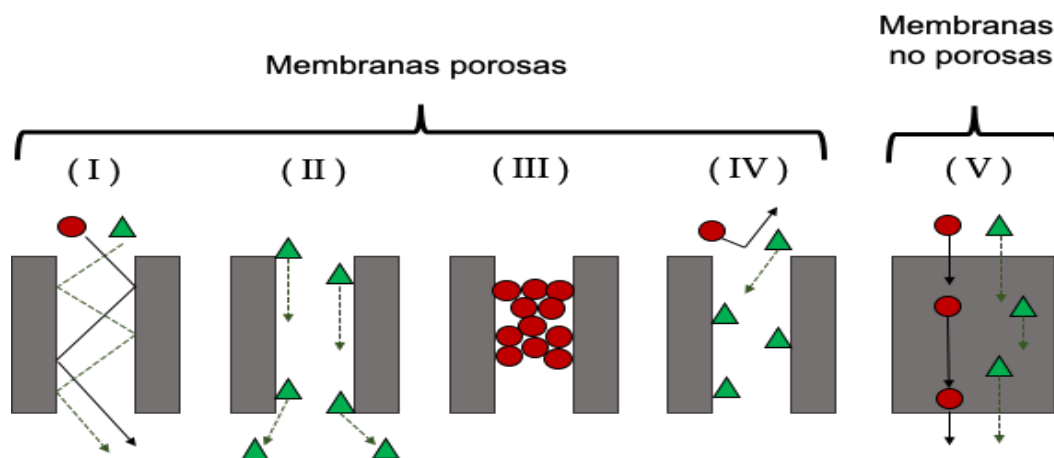 Membranas porosas
Membranas
no porosas
( I )
( II )
( III )
( IV )
( V )